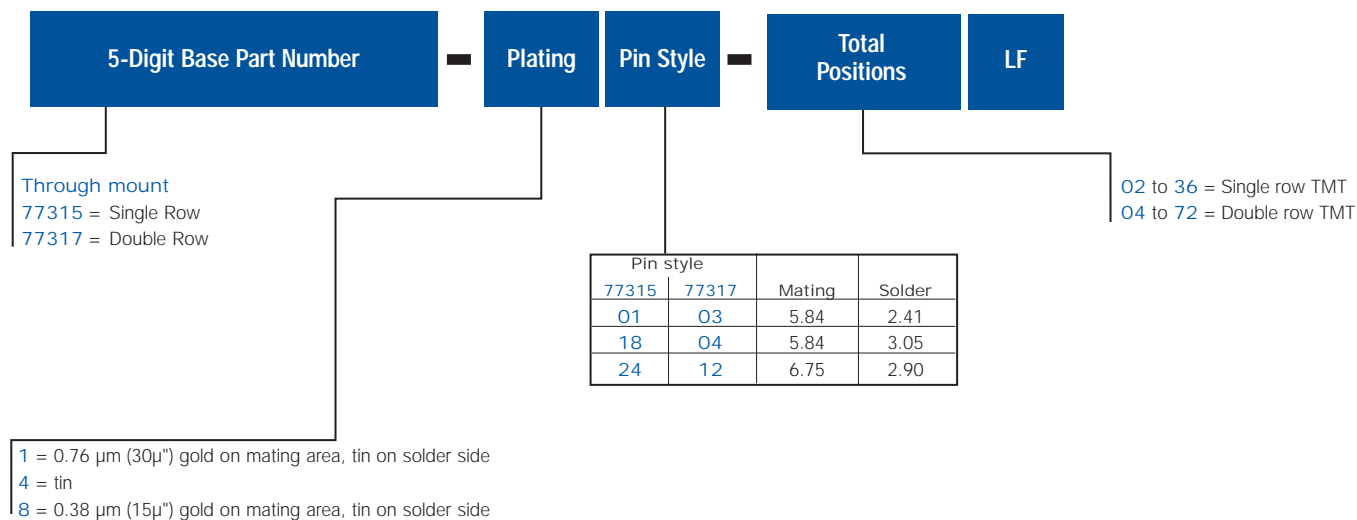 5-Digit Base Part Number
Plating
Pin Style
Total
Positions
LF
Through mount
77315 = Single Row
77317 = Double Row
02 to 36 = Single row TMT
04 to 72 = Double row TMT
Pin style
77315 77317 Mating Solder
01 03 5.84 2.41
18 04 5.84 3.05
24 12 6.75 2.90
1 = 0.76 µm (30µ") gold on mating area, tin on solder side
4 = tin
8 = 0.38 µm (15µ") gold on mating area, tin on solder side